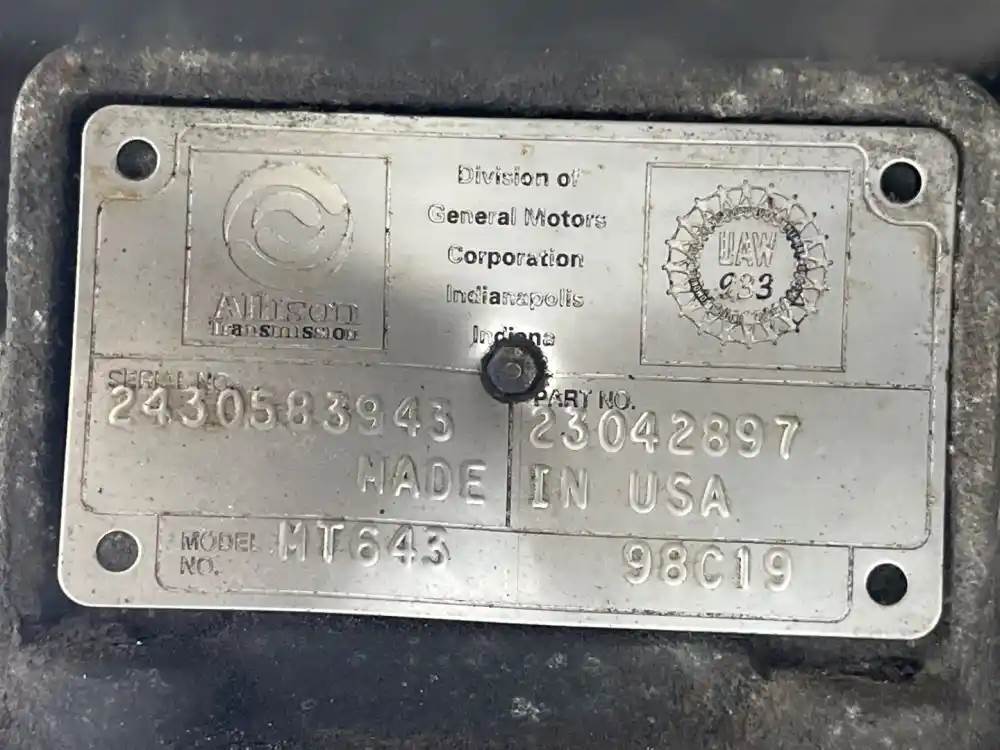 Allison
Transmission
Division of
General Motors
Corporation
Indianapolis
Indiana
UAW
933
SERIAL NO.
2430583943
PART NO.
23042897
MADE IN USA
MODEL NO.
MT643
98C19